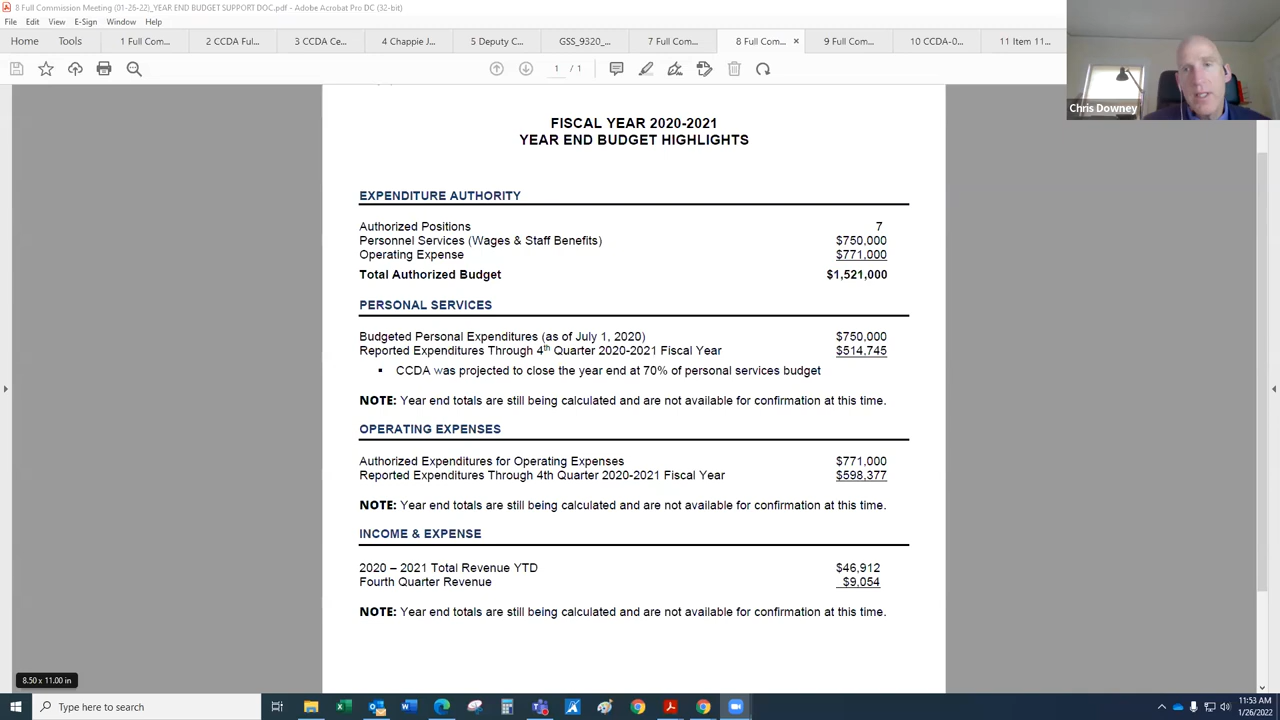 8 Full Commission Meeting (01-26-22)_YEAR END BUDGET SUPPORT DOC.pdf - Adobe Acrobat Pro DC (32-bit)
File Edit View E-Sign Window Help
Home Tools 1 Full Com... 2 CCDA Ful... 3 CCDA Ce... 4 Chappie J... 5 Deputy C... GSS_9320_... 7 Full Com... 8 Full Com... × 9 Full Com... 10 CCDA-0... 11 Item 11...
1 / 1
Chris Downey
FISCAL YEAR 2020-2021
YEAR END BUDGET HIGHLIGHTS
EXPENDITURE AUTHORITY
Authorized Positions 7
Personnel Services (Wages & Staff Benefits) $750,000
Operating Expense $771,000
Total Authorized Budget $1,521,000
PERSONAL SERVICES
Budgeted Personal Expenditures (as of July 1, 2020) $750,000
Reported Expenditures Through 4th Quarter 2020-2021 Fiscal Year $514,745
▪ CCDA was projected to close the year end at 70% of personal services budget
NOTE: Year end totals are still being calculated and are not available for confirmation at this time.
OPERATING EXPENSES
Authorized Expenditures for Operating Expenses $771,000
Reported Expenditures Through 4th Quarter 2020-2021 Fiscal Year $598,377
NOTE: Year end totals are still being calculated and are not available for confirmation at this time.
INCOME & EXPENSE
2020 – 2021 Total Revenue YTD $46,912
Fourth Quarter Revenue $9,054
NOTE: Year end totals are still being calculated and are not available for confirmation at this time.
8.50 x 11.00 in
Type here to search
11:53 AM
1/26/2022